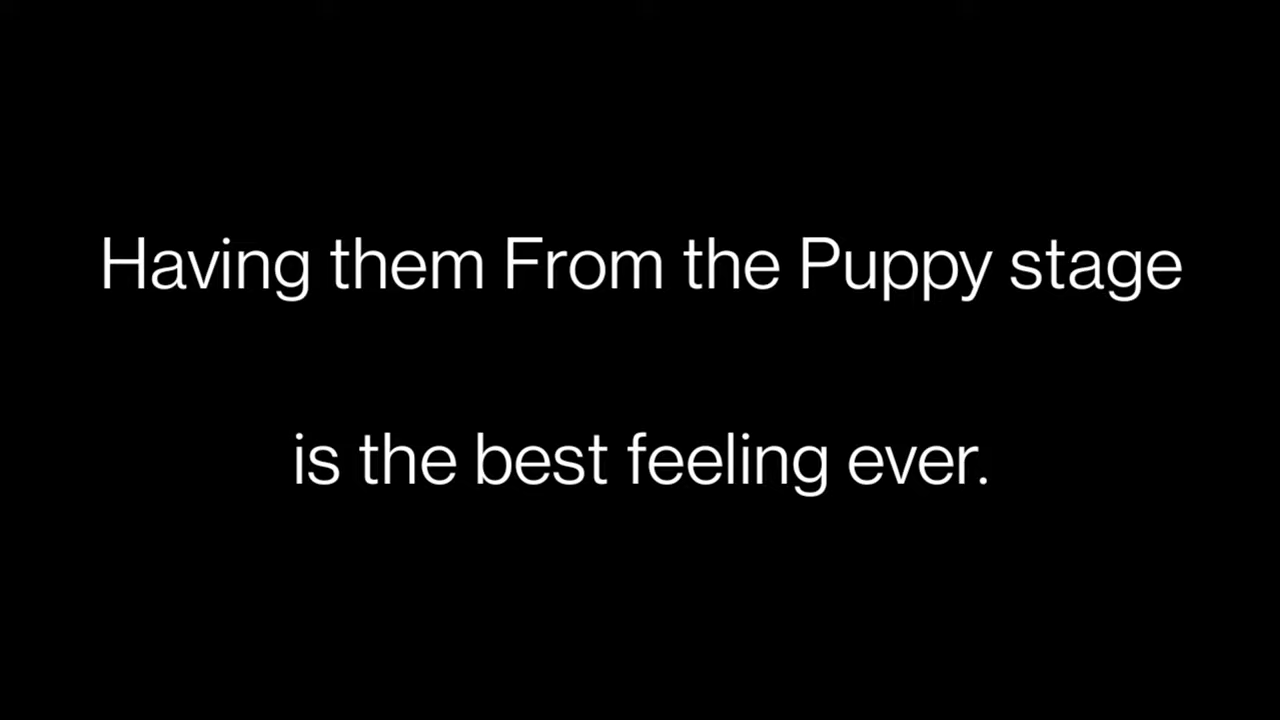 Having them From the Puppy stage
is the best feeling ever.